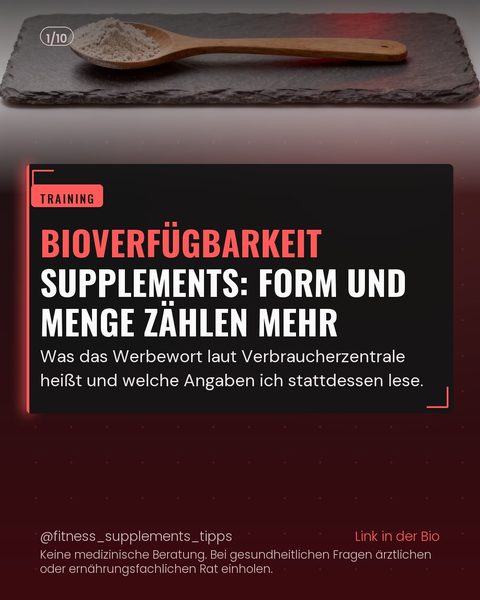 1/10
TRAINING
BIOVERFÜGBARKEIT
SUPPLEMENTS: FORM UND
MENGE ZÄHLEN MEHR
Was das Werbewort laut Verbraucherzentrale
heißt und welche Angaben ich stattdessen lese.
@fitness_supplements_tipps
Link in der Bio
Keine medizinische Beratung. Bei gesundheitlichen Fragen ärztlichen
oder ernährungsfachlichen Rat einholen.